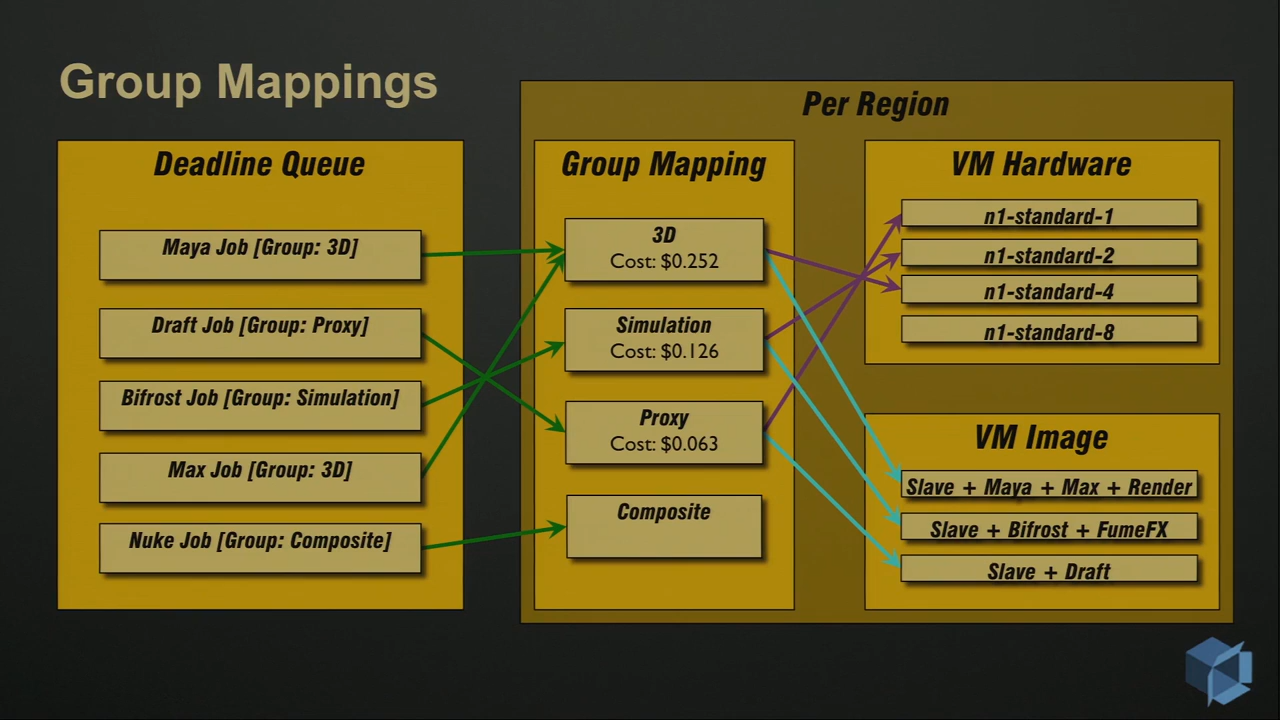 Group Mappings
Per Region
Deadline Queue
Maya Job [Group: 3D]
Draft Job [Group: Proxy]
Bifrost Job [Group: Simulation]
Max Job [Group: 3D]
Nuke Job [Group: Composite]
Group Mapping
3D
Cost: $0.252
Simulation
Cost: $0.126
Proxy
Cost: $0.063
Composite
VM Hardware
n1-standard-1
n1-standard-2
n1-standard-4
n1-standard-8
VM Image
Slave + Maya + Max + Render
Slave + Bifrost + FumeFX
Slave + Draft